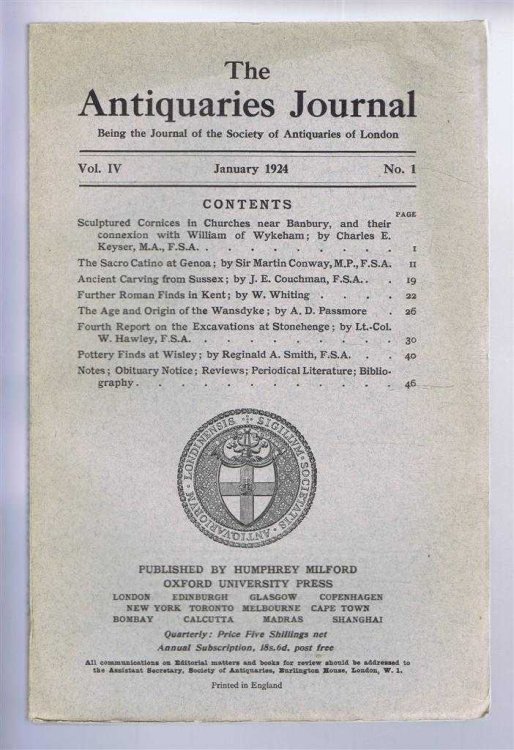 The
Antiquaries Journal
Being the Journal of the Society of Antiquaries of London
Vol. IV January 1924 No. 1
CONTENTS
PAGE
Sculptured Cornices in Churches near Banbury, and their
connexion with William of Wykeham; by Charles E.
Keyser, M.A., F.S.A. . . . . . . . . . . 1
The Sacro Catino at Genoa; by Sir Martin Conway, M.P., F.S.A. 11
Ancient Carving from Sussex; by J. E. Couchman, F.S.A. . . 19
Further Roman Finds in Kent; by W. Whiting . . . . 22
The Age and Origin of the Wansdyke; by A. D. Passmore . 26
Fourth Report on the Excavations at Stonehenge; by Lt.-Col.
W. Hawley, F.S.A. . . . . . . . . . . . 30
Pottery Finds at Wisley; by Reginald A. Smith, F.S.A. . . 40
Notes; Obituary Notice; Reviews; Periodical Literature; Biblio-
graphy . . . . . . . . . . . . . 46
SIGILLVM · SOCIETATIS · ANTIQVARIORVM · LONDINENSIS
PUBLISHED BY HUMPHREY MILFORD
OXFORD UNIVERSITY PRESS
LONDON EDINBURGH GLASGOW COPENHAGEN
NEW YORK TORONTO MELBOURNE CAPE TOWN
BOMBAY CALCUTTA MADRAS SHANGHAI
Quarterly: Price Five Shillings net
Annual Subscription, 18s.6d. post free
All communications on Editorial matters and books for review should be addressed to
the Assistant Secretary, Society of Antiquaries, Burlington House, London, W. 1.
Printed in England